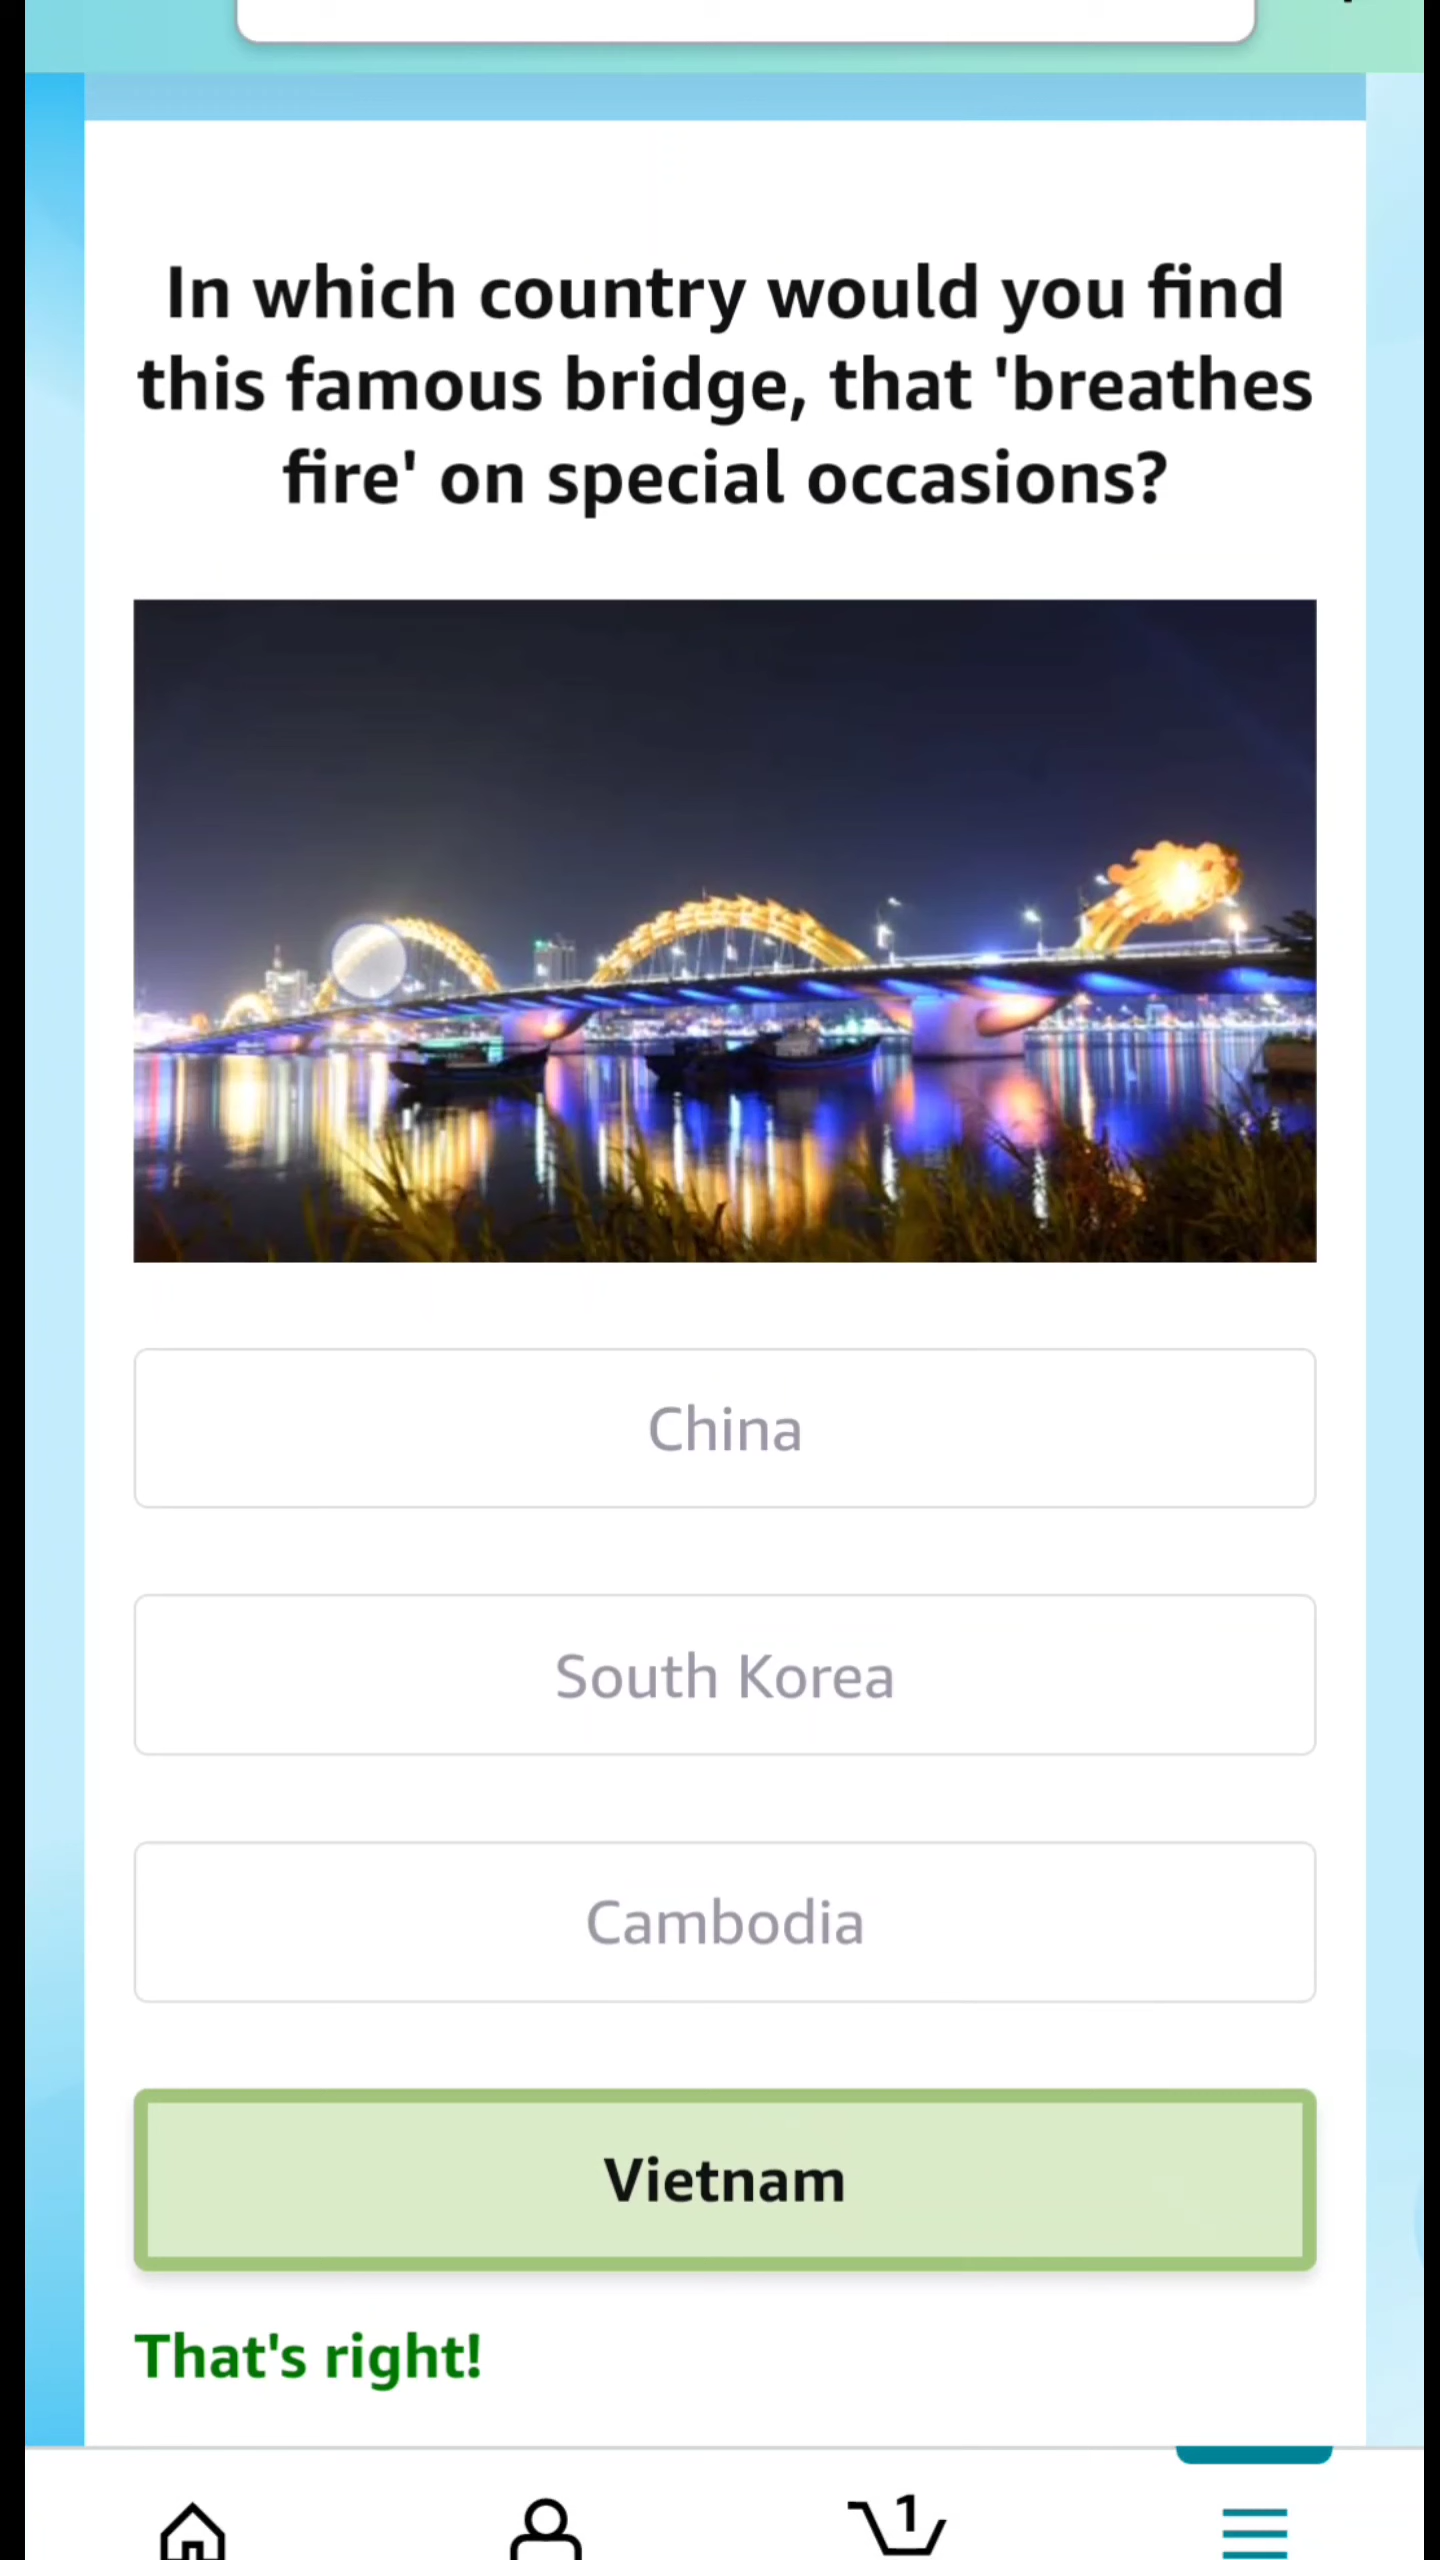 In which country would you find
this famous bridge, that 'breathes
fire' on special occasions?
China
South Korea
Cambodia
Vietnam
That's right!
1